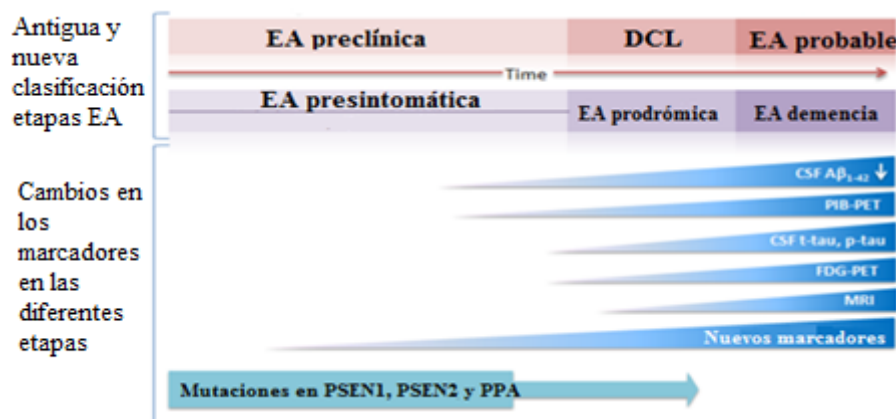 Antigua y
nueva
clasificación
etapas EA
EA preclínica
DCL
EA probable
Time
EA presintomática
EA prodrómica
EA demencia
Cambios en
los
marcadores
en las
diferentes
etapas
CSF Aβ₁₋₄₂ ↓
PIB-PET
CSF t-tau, p-tau
FDG-PET
MRI
Nuevos marcadores
Mutaciones en PSEN1, PSEN2 y PPA